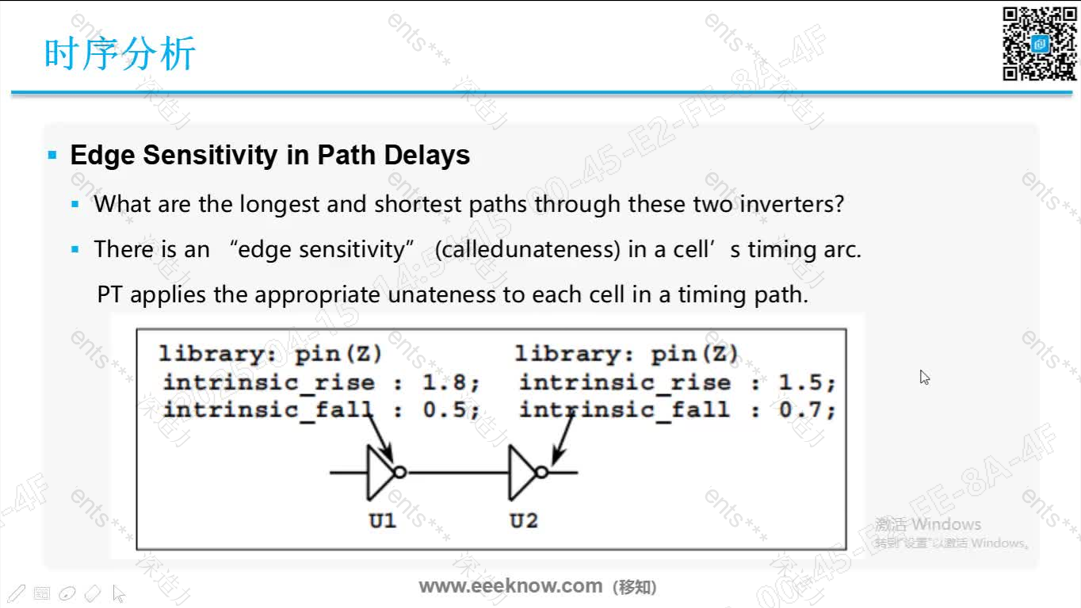 时序分析
Edge Sensitivity in Path Delays
What are the longest and shortest paths through these two inverters?
There is an “edge sensitivity” (calledunateness) in a cell’s timing arc.
PT applies the appropriate unateness to each cell in a timing path.
library: pin(Z) library: pin(Z)
intrinsic_rise : 1.8; intrinsic_rise : 1.5;
intrinsic_fall : 0.5; intrinsic_fall : 0.7;
U1 U2
激活 Windows
转到“设置”以激活 Windows。
www.eeeknow.com (移知)